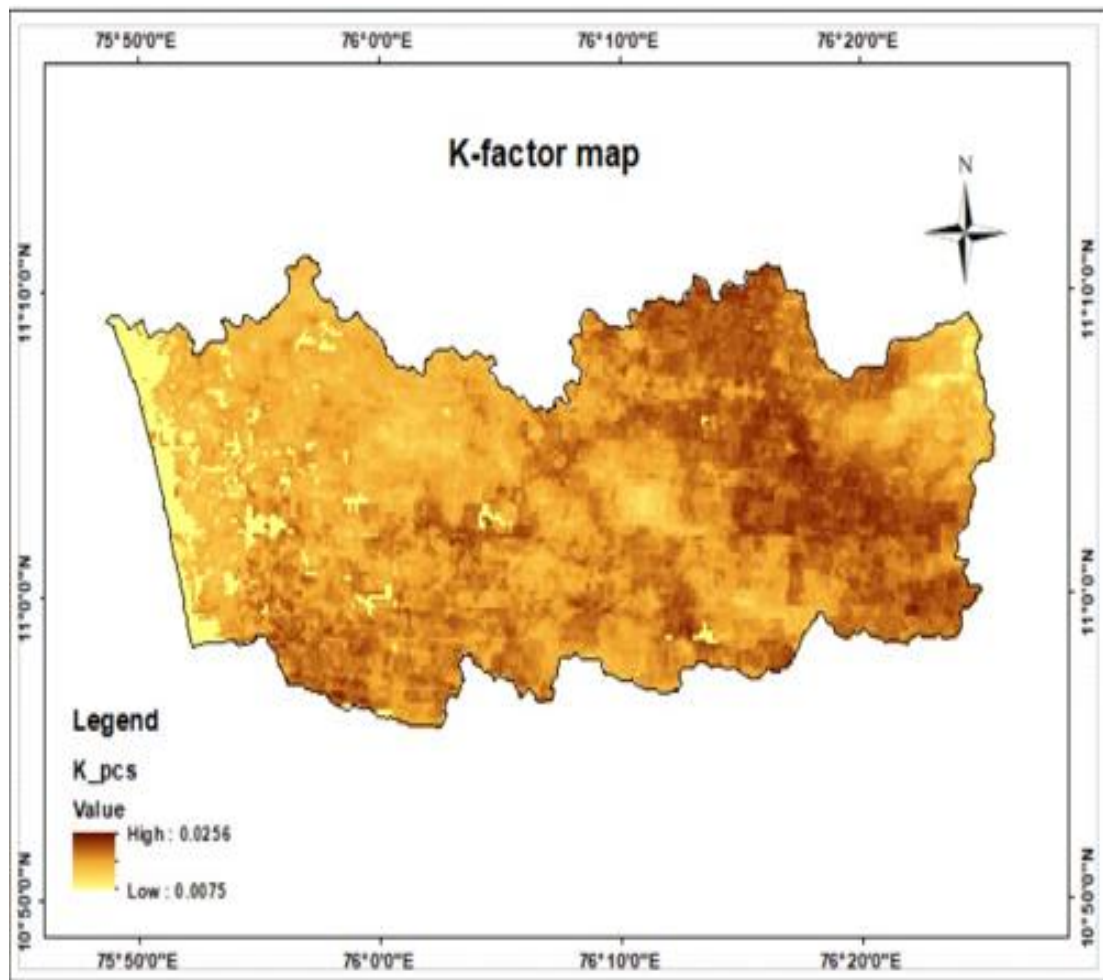 75°50'0"E 76°0'0"E 76°10'0"E 76°20'0"E
K-factor map
N
11°10'0"N 11°10'0"N
11°0'0"N 11°0'0"N
Legend
K_pcs
Value
High : 0.0256
Low : 0.0075
10°50'0"N 10°50'0"N
75°50'0"E 76°0'0"E 76°10'0"E 76°20'0"E